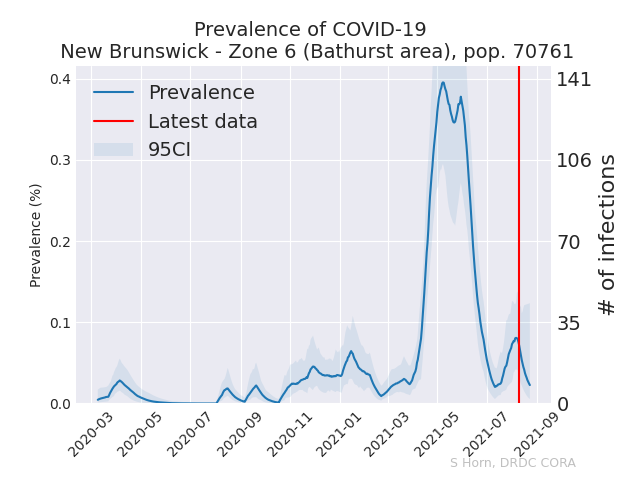 Prevalence of COVID-19
New Brunswick - Zone 6 (Bathurst area), pop. 70761
Prevalence
Latest data
95CI
Prevalence (%)
0.4
0.3
0.2
0.1
0.0
141
106
70
35
0
# of infections
2020-03
2020-05
2020-07
2020-09
2020-11
2021-01
2021-03
2021-05
2021-07
2021-09
S Horn, DRDC CORA